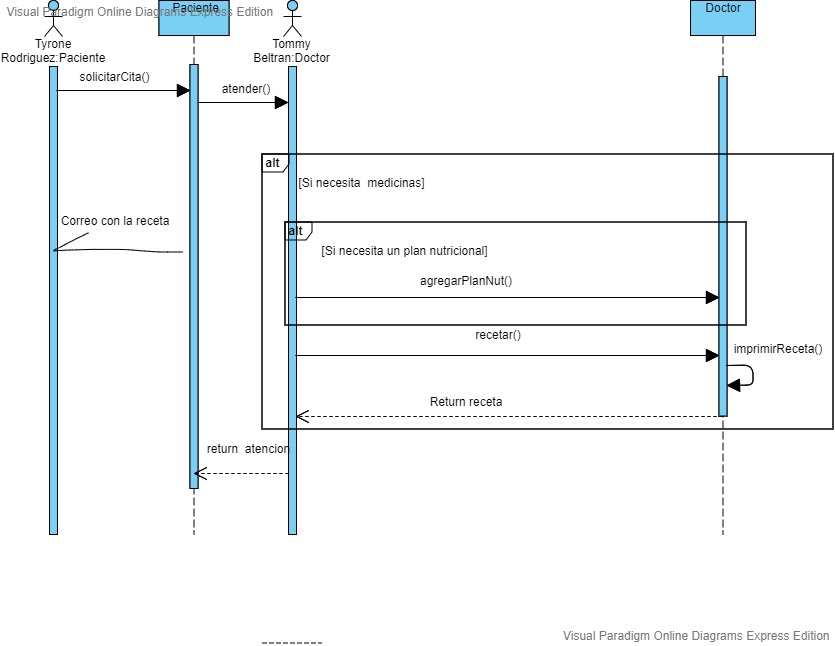 Visual Paradigm Online Diagrams Express Edition
Paciente
Doctor
Tyrone
Rodriguez:Paciente
Tommy
Beltran:Doctor
solicitarCita()
atender()
alt
[Si necesita  medicinas]
Correo con la receta
alt
[Si necesita un plan nutricional]
agregarPlanNut()
recetar()
imprimirReceta()
Return receta
return  atencion
Visual Paradigm Online Diagrams Express Edition